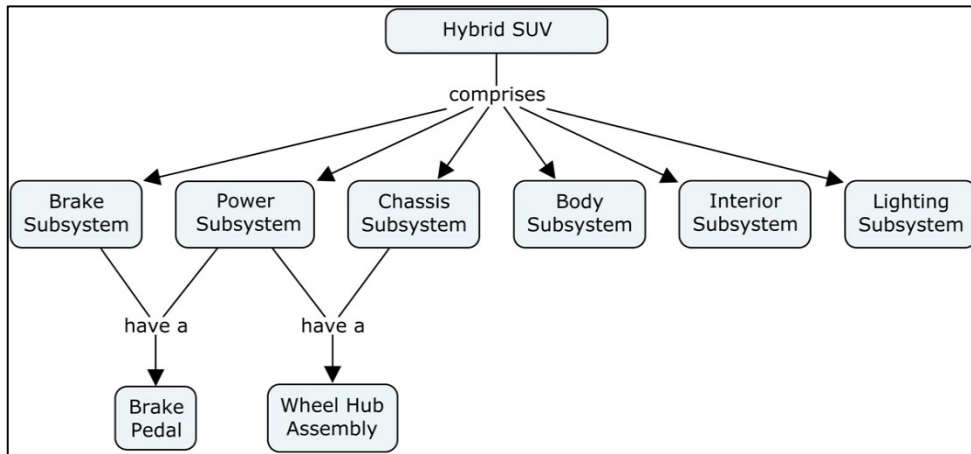 Hybrid SUV
comprises
Brake
Subsystem
Power
Subsystem
Chassis
Subsystem
Body
Subsystem
Interior
Subsystem
Lighting
Subsystem
have a
have a
Brake
Pedal
Wheel Hub
Assembly